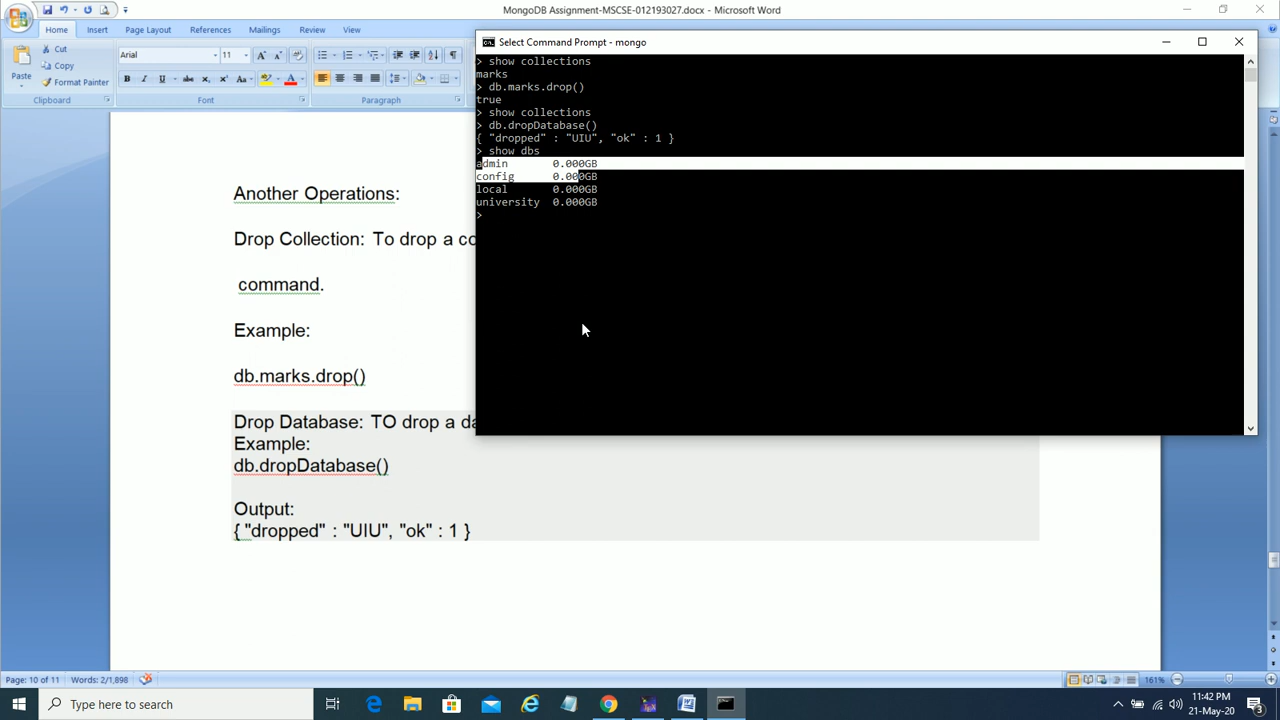 MongoDB Assignment-MSCSE-012193027.docx - Microsoft Word
Home Insert Page Layout References Mailings Review View
Paste
Cut
Copy
Format Painter
Clipboard
Arial 11
Font
Paragraph
Select Command Prompt - mongo
> show collections
marks
> db.marks.drop()
true
> show collections
> db.dropDatabase()
{ "dropped" : "UIU", "ok" : 1 }
> show dbs
admin 0.000GB
config 0.000GB
local 0.000GB
university 0.000GB
>
Another Operations:
Drop Collection: To drop a co
command.
Example:
db.marks.drop()
Drop Database: TO drop a da
Example:
db.dropDatabase()
Output:
{ "dropped" : "UIU", "ok" : 1 }
Page: 10 of 11 Words: 2/1,898 161%
Type here to search
11:42 PM
21-May-20